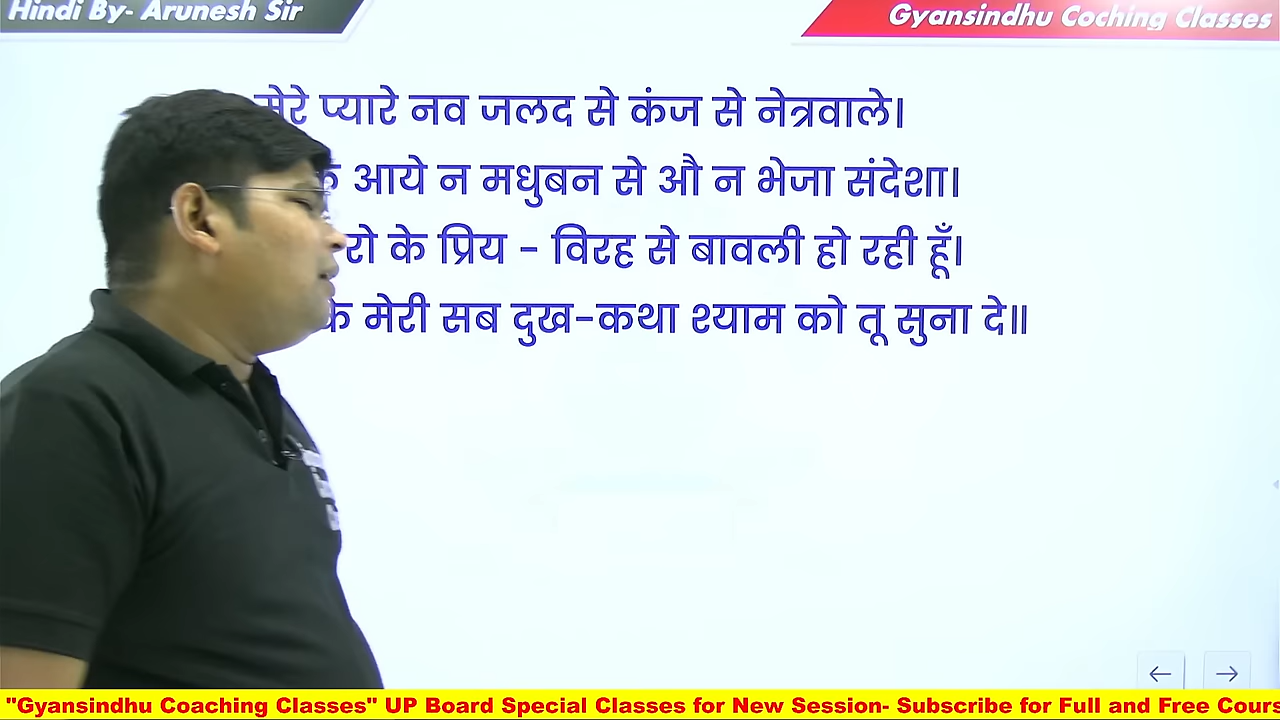 Hindi By- Arunesh Sir
Gyansindhu Coching Classes
मेरे प्यारे नव जलद से कंज से नेत्रवाले।
आये न मधुबन से औ न भेजा संदेशा।
के प्रिय - विरह से बावली हो रही हूँ।
मेरी सब दुख-कथा श्याम को तू सुना दे॥
"Gyansindhu Coaching Classes" UP Board Special Classes for New Session- Subscribe for Full and Free